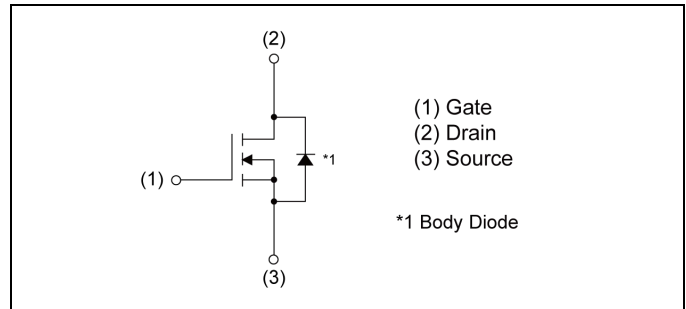 (2)
(1) Gate
(2) Drain
(3) Source
*1
(1)
*1 Body Diode
(3)